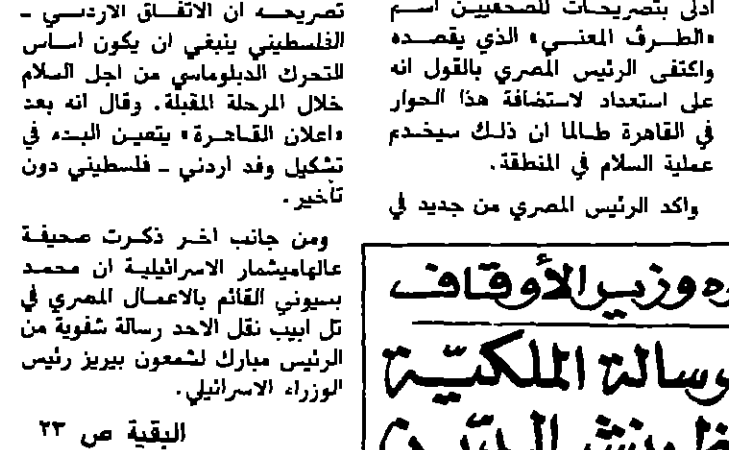 ادلى بتصريحات للصحفيين اسم
«الطرف المعني» الذي يقصده
واكتفى الرئيس المصري بالقول انه
على استعداد لاستضافة هذا الحوار
في القاهرة طالما ان ذلك سيخدم
عملية السلام في المنطقة.
واكد الرئيس المصري من جديد في
تصريحه ان الاتفاق الاردني ـ
الفلسطيني ينبغي ان يكون اساس
للتحرك الدبلوماسي من اجل السلام
خلال المرحلة المقبلة. وقال انه بعد
«اعلان القاهرة» يتعين البدء في
تشكيل وفد اردني ـ فلسطيني دون
تأخير.
ومن جانب اخر ذكرت صحيفة
عالهاميشمار الاسرائيلية ان محمد
بسيوني القائم بالاعمال المصري في
تل ابيب نقل الاحد رسالة شفوية من
الرئيس مبارك لشمعون بيريز رئيس
الوزراء الاسرائيلي.
البقية ص ٢٣
وزير الأوقاف
رسالة الملكية
ونشر الدين